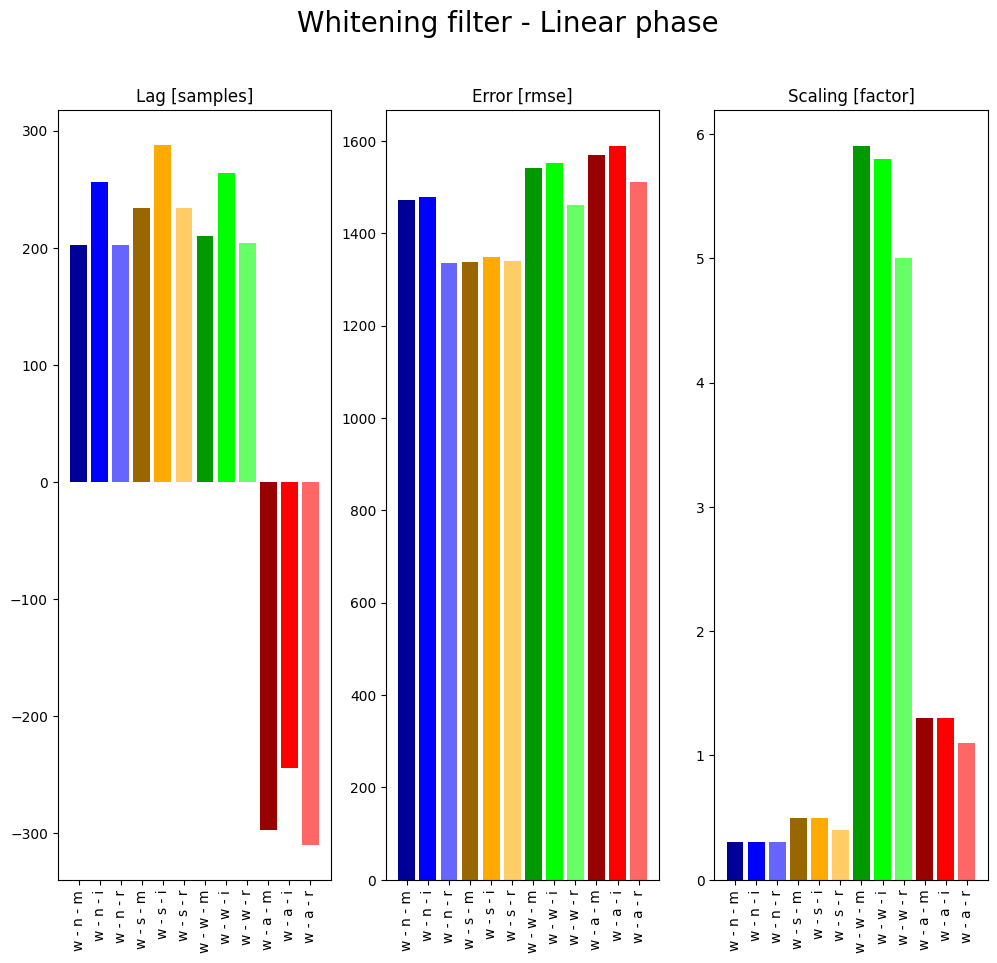 Whitening filter - Linear phase
Lag [samples]
300
200
100
0
−100
−200
−300
w - n - m
w - n - i
w - n - r
w - s - m
w - s - i
w - s - r
w - w - m
w - w - i
w - w - r
w - a - m
w - a - i
w - a - r
Error [rmse]
1600
1400
1200
1000
800
600
400
200
0
w - n - m
w - n - i
w - n - r
w - s - m
w - s - i
w - s - r
w - w - m
w - w - i
w - w - r
w - a - m
w - a - i
w - a - r
Scaling [factor]
6
5
4
3
2
1
0
w - n - m
w - n - i
w - n - r
w - s - m
w - s - i
w - s - r
w - w - m
w - w - i
w - w - r
w - a - m
w - a - i
w - a - r